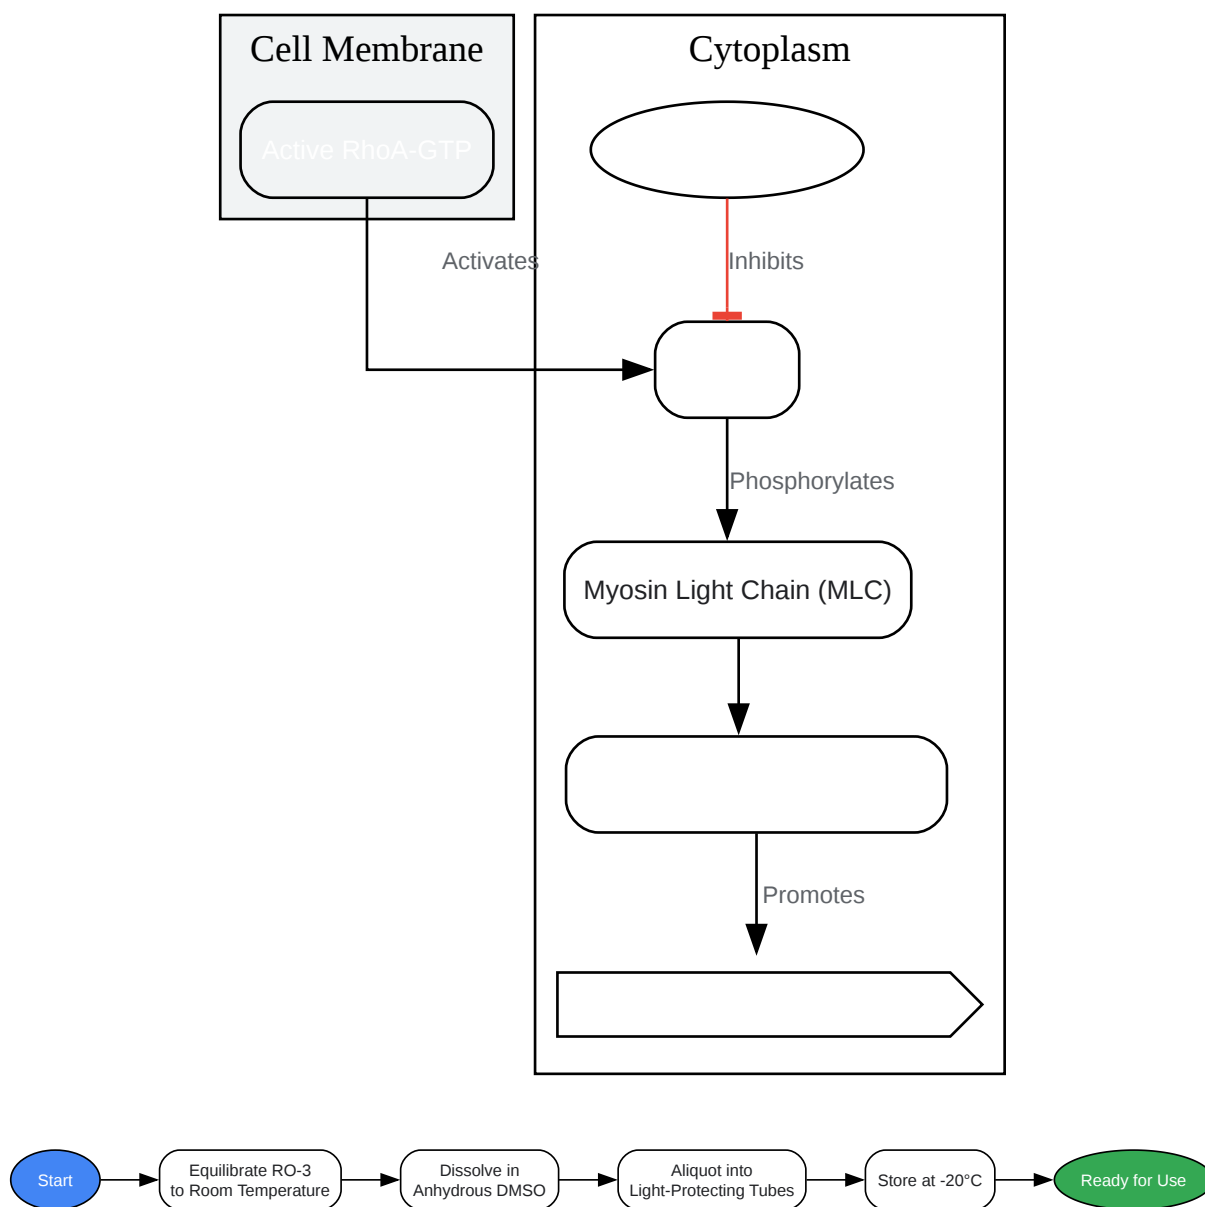 Cell Membrane
Cytoplasm
Active RhoA-GTP
Activates
Inhibits
Phosphorylates
Myosin Light Chain (MLC)
Promotes
Start
Equilibrate RO-3
to Room Temperature
Dissolve in
Anhydrous DMSO
Aliquot into
Light-Protecting Tubes
Store at -20°C
Ready for Use